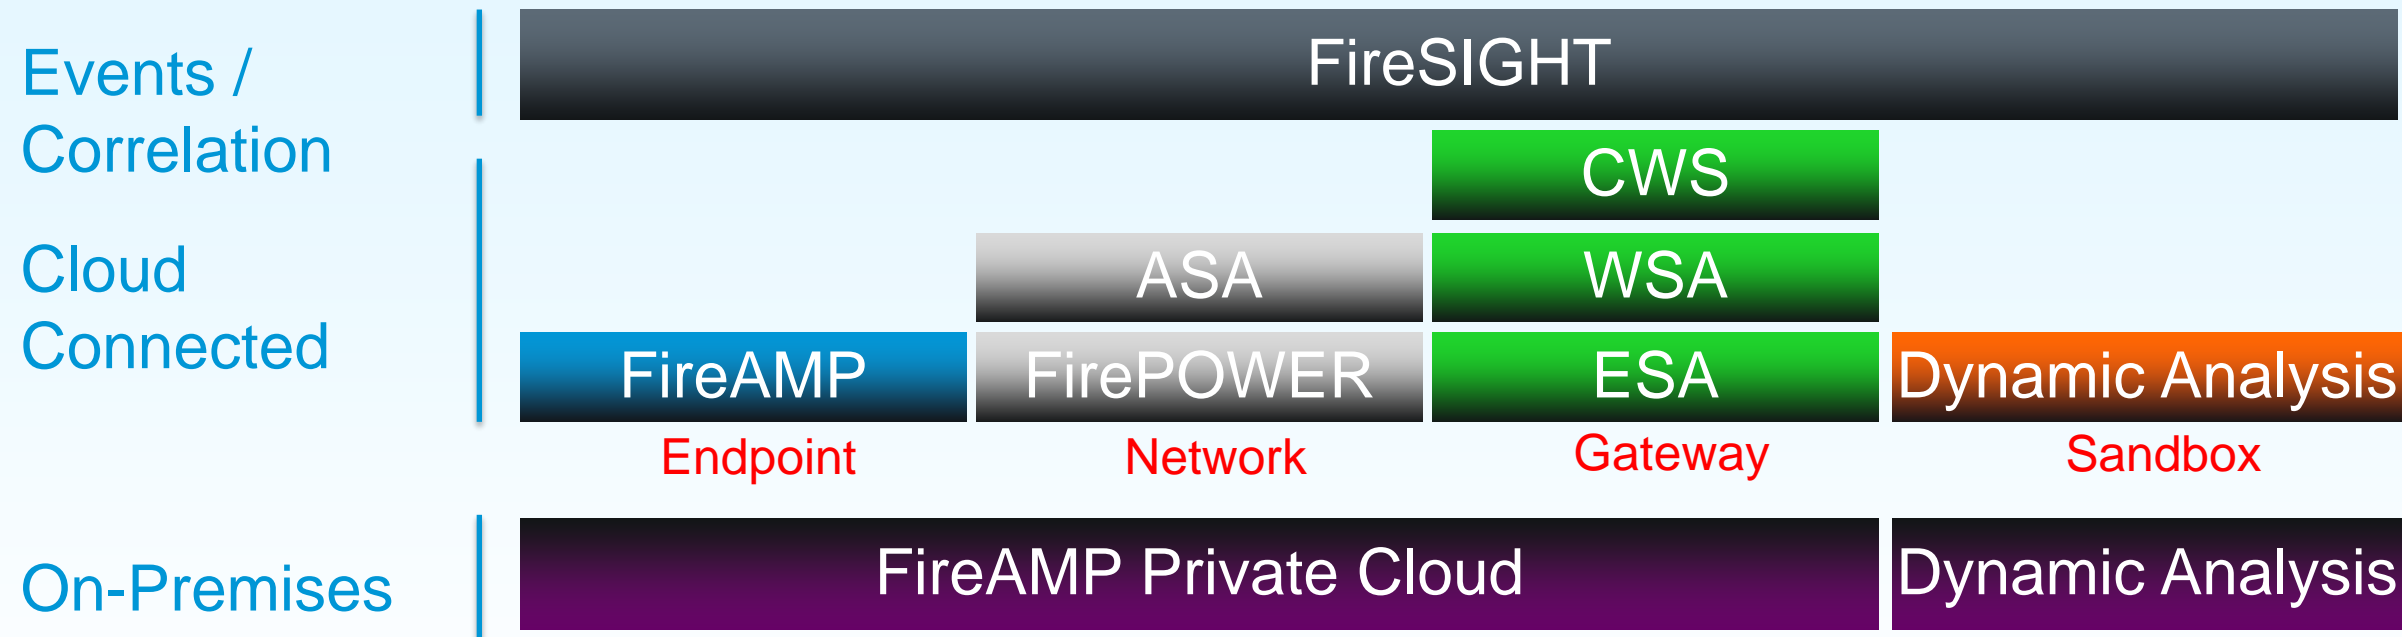 Events /
Correlation
FireSIGHT
CWS
Cloud
Connected
ASA
WSA
FireAMP
FirePOWER
ESA
Dynamic Analysis
Endpoint
Network
Gateway
Sandbox
On-Premises
FireAMP Private Cloud
Dynamic Analysis